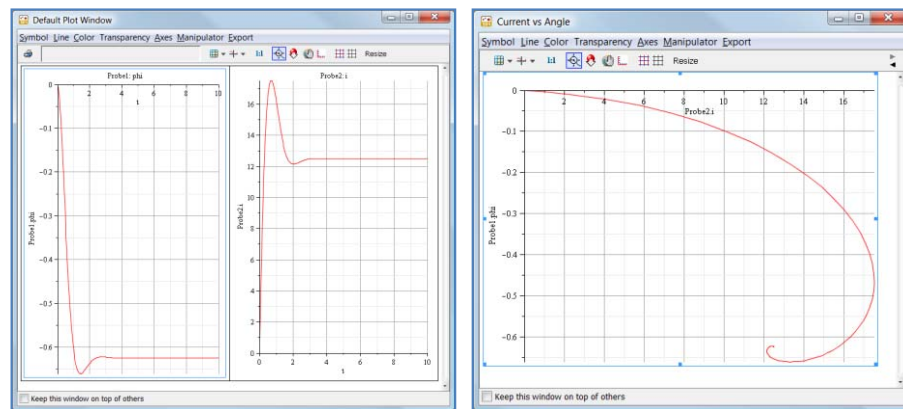 Default Plot Window
Symbol Line Color Transparency Axes Manipulator Export
1:1 Resize
Probe1: phi
0
2 4 6 8 10
t
-0.1
-0.2
-0.3
-0.4
-0.5
-0.6
Probe1.phi
Probe2: i
16
14
12
10
8
6
4
2
0
0 2 4 6 8 10
t
Probe2.i
Keep this window on top of others
Current vs Angle
Symbol Line Color Transparency Axes Manipulator Export
1:1 Resize
0
2 4 6 8 10 12 14 16
Probe2.i
-0.1
-0.2
-0.3
-0.4
-0.5
-0.6
Probe1.phi
Keep this window on top of others